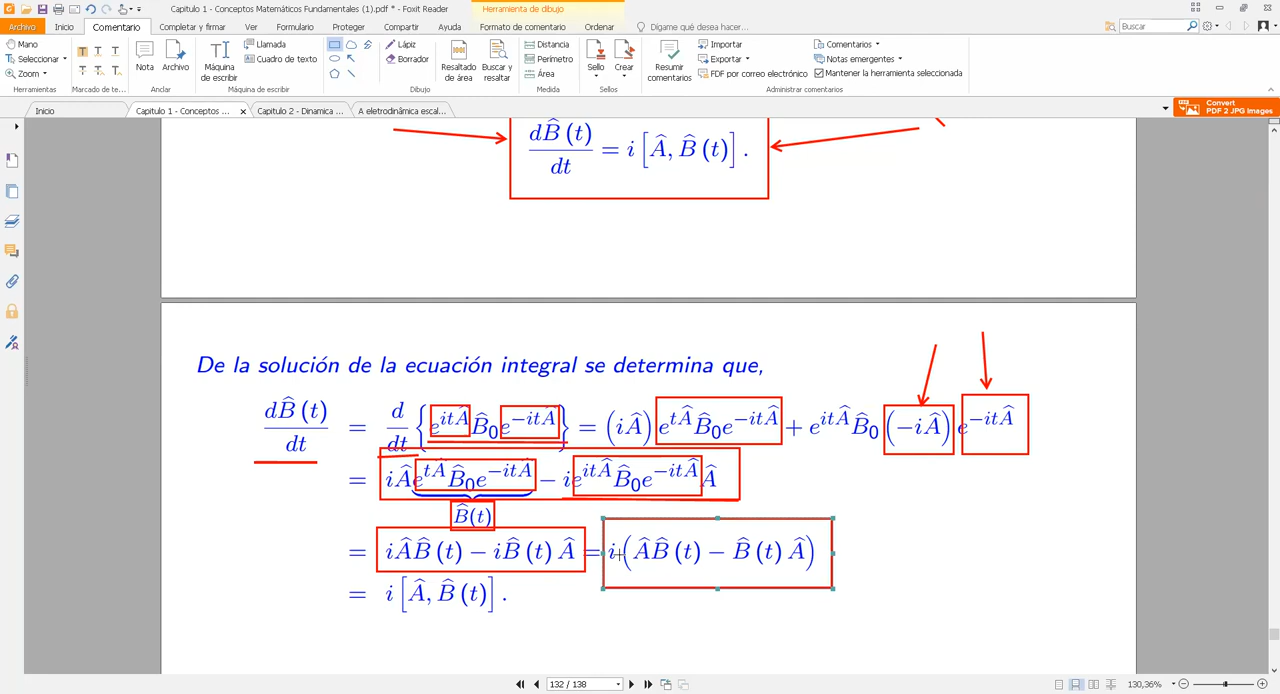 Capitulo 1 - Conceptos Matemáticos Fundamentales (1).pdf * - Foxit Reader
Herramienta de dibujo
Archivo Inicio Comentario Completar y firmar Ver Formulario Proteger Compartir Ayuda Acrobat Organizar Formato de comentario Ordenar Dígame qué desea hacer... Buscar
Mano
Seleccionar
Zoom
Herramientas
Marcado de te...
Nota
Archivo
Anclar
Máquina de escribir
Llamada
Cuadro de texto
Máquina de escribir
Lápiz
Borrador
Dibujo
Resaltado de área
Buscar y resaltar
Distancia
Perímetro
Área
Medida
Sello
Crear
Sellos
Resumir comentarios
Importar
Exportar
FDF por correo electrónico
Comentarios
Notas emergentes
Mantener la herramienta seleccionada
Administrar comentarios
Inicio
Capitulo 1 - Conceptos ...
Capitulo 2 - Dinamica ...
A eletrodinâmica escal...
Convert
PDF 2 JPG Images
dB̂(t)/dt = i[Â, B̂(t)].
De la solución de la ecuación integral se determina que,
dB̂(t)/dt = d/dt {e^{itÂ}B̂₀e^{-itÂ}} = (iÂ)e^{tÂ}B̂₀e^{-itÂ} + e^{itÂ}B̂₀(-iÂ)e^{-itÂ}
= iÂe^{tÂ}B̂₀e^{-itÂ} - ie^{itÂ}B̂₀e^{-itÂ}Â
B̂(t)
= iÂB̂(t) - iB̂(t)Â = i(ÂB̂(t) - B̂(t)Â)
= i[Â, B̂(t)].
132 / 138
130,36%